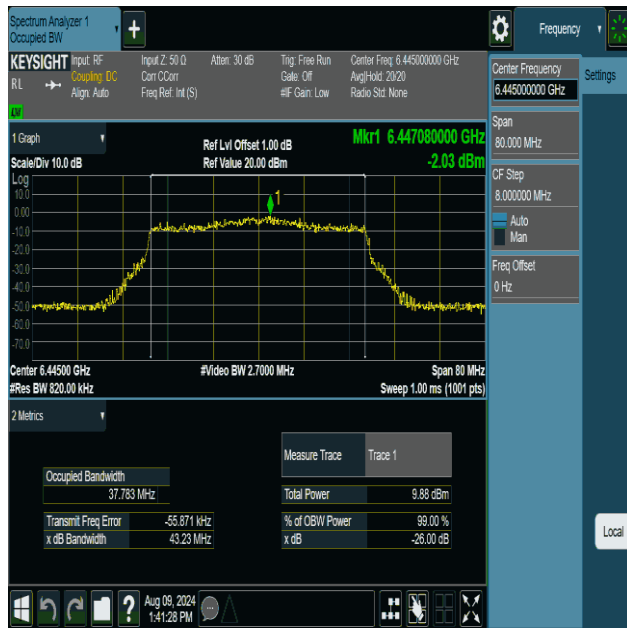 Spectrum Analyzer 1
Occupied BW
+
Frequency
KEYSIGHT Input: RF Input Z: 50 Ω Atten: 30 dB Trig: Free Run Center Freq: 6.445000000 GHz
RL Coupling: DC Corr CCorr Gate: Off Avg|Hold: 20/20
Align: Auto Freq Ref: Int (S) #IF Gain: Low Radio Std: None
Center Frequency
6.445000000 GHz
Settings
Span
80.000 MHz
CF Step
8.000000 MHz
Auto
Man
Freq Offset
0 Hz
Local
1 Graph Ref Lvl Offset 1.00 dB Mkr1 6.447080000 GHz
Scale/Div 10.0 dB Ref Value 20.00 dBm -2.03 dBm
Log
10.0
0.00
1
-10.0
-20.0
-30.0
-40.0
-50.0
-60.0
-70.0
Center 6.44500 GHz #Video BW 2.7000 MHz Span 80 MHz
#Res BW 820.00 kHz Sweep 1.00 ms (1001 pts)
2 Metrics
Measure Trace Trace 1
Occupied Bandwidth
37.783 MHz Total Power 9.88 dBm
Transmit Freq Error -55.871 kHz % of OBW Power 99.00 %
x dB Bandwidth 43.23 MHz x dB -26.00 dB
? Aug 09, 2024
1:41:28 PM